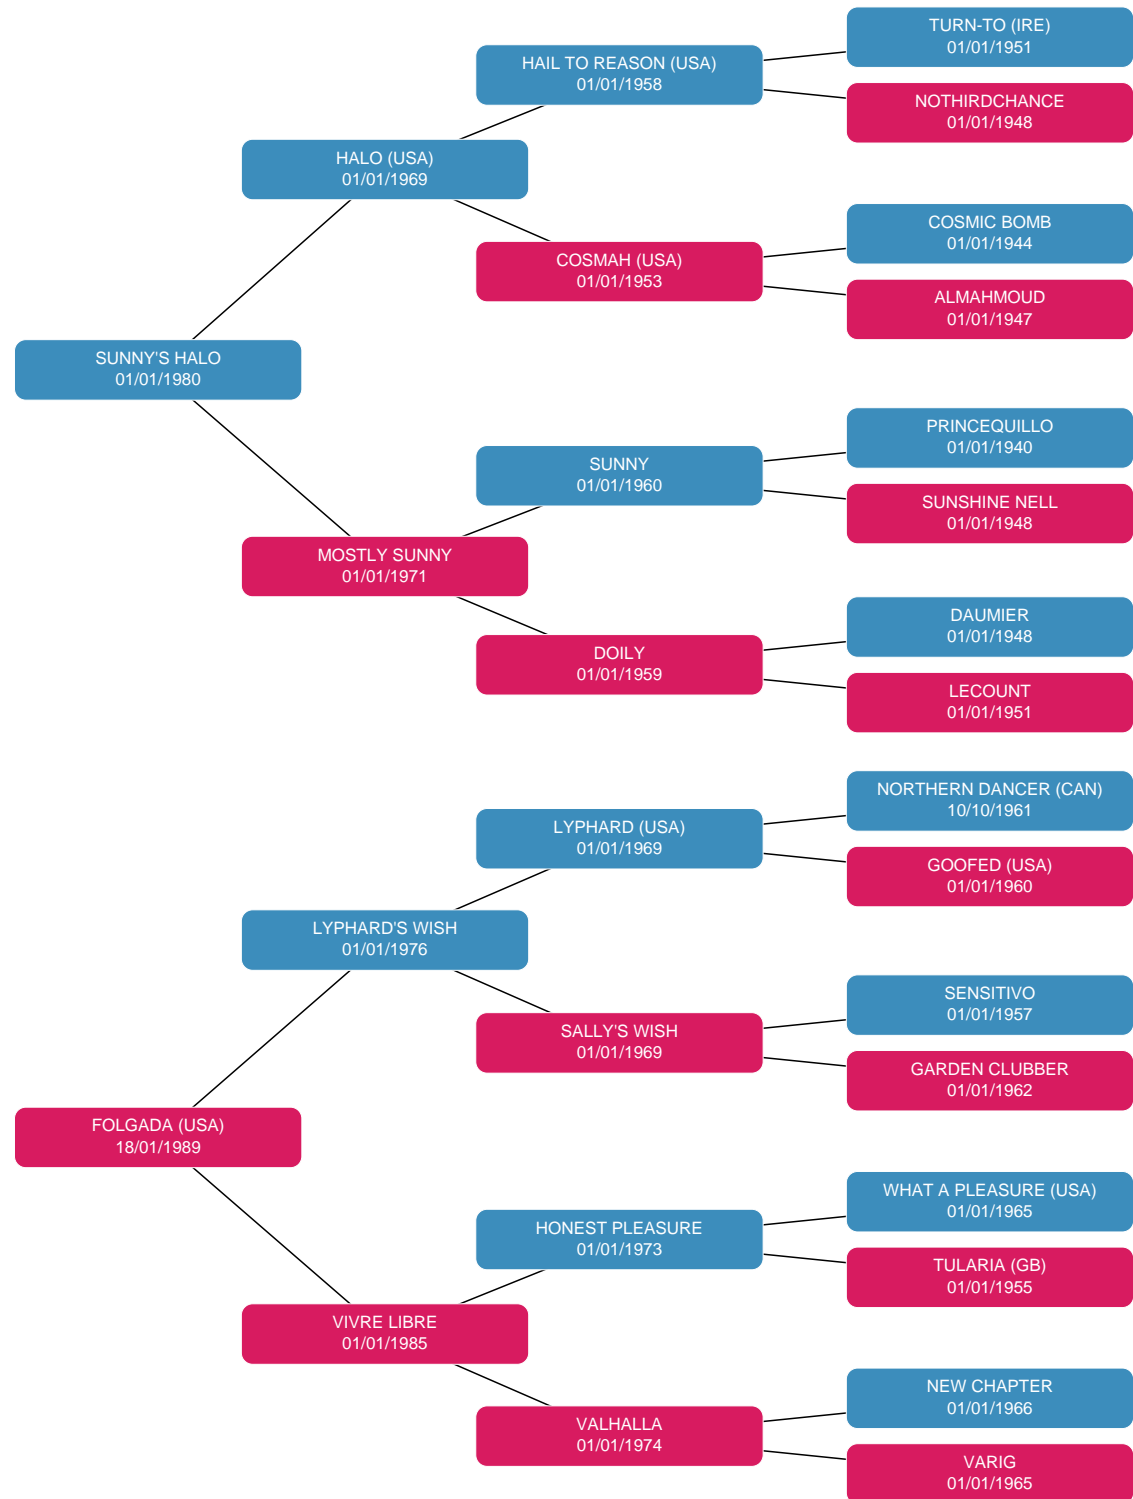 TURN-TO (IRE)
01/01/1951
HAIL TO REASON (USA)
01/01/1958
NOTHIRDCHANCE
01/01/1948
HALO (USA)
01/01/1969
COSMIC BOMB
01/01/1944
COSMAH (USA)
01/01/1953
ALMAHMOUD
01/01/1947
SUNNY'S HALO
01/01/1980
PRINCEQUILLO
01/01/1940
SUNNY
01/01/1960
SUNSHINE NELL
01/01/1948
MOSTLY SUNNY
01/01/1971
DAUMIER
01/01/1948
DOILY
01/01/1959
LECOUNT
01/01/1951
NORTHERN DANCER (CAN)
10/10/1961
LYPHARD (USA)
01/01/1969
GOOFED (USA)
01/01/1960
LYPHARD'S WISH
01/01/1976
SENSITIVO
01/01/1957
SALLY'S WISH
01/01/1969
GARDEN CLUBBER
01/01/1962
FOLGADA (USA)
18/01/1989
WHAT A PLEASURE (USA)
01/01/1965
HONEST PLEASURE
01/01/1973
TULARIA (GB)
01/01/1955
VIVRE LIBRE
01/01/1985
NEW CHAPTER
01/01/1966
VALHALLA
01/01/1974
VARIG
01/01/1965